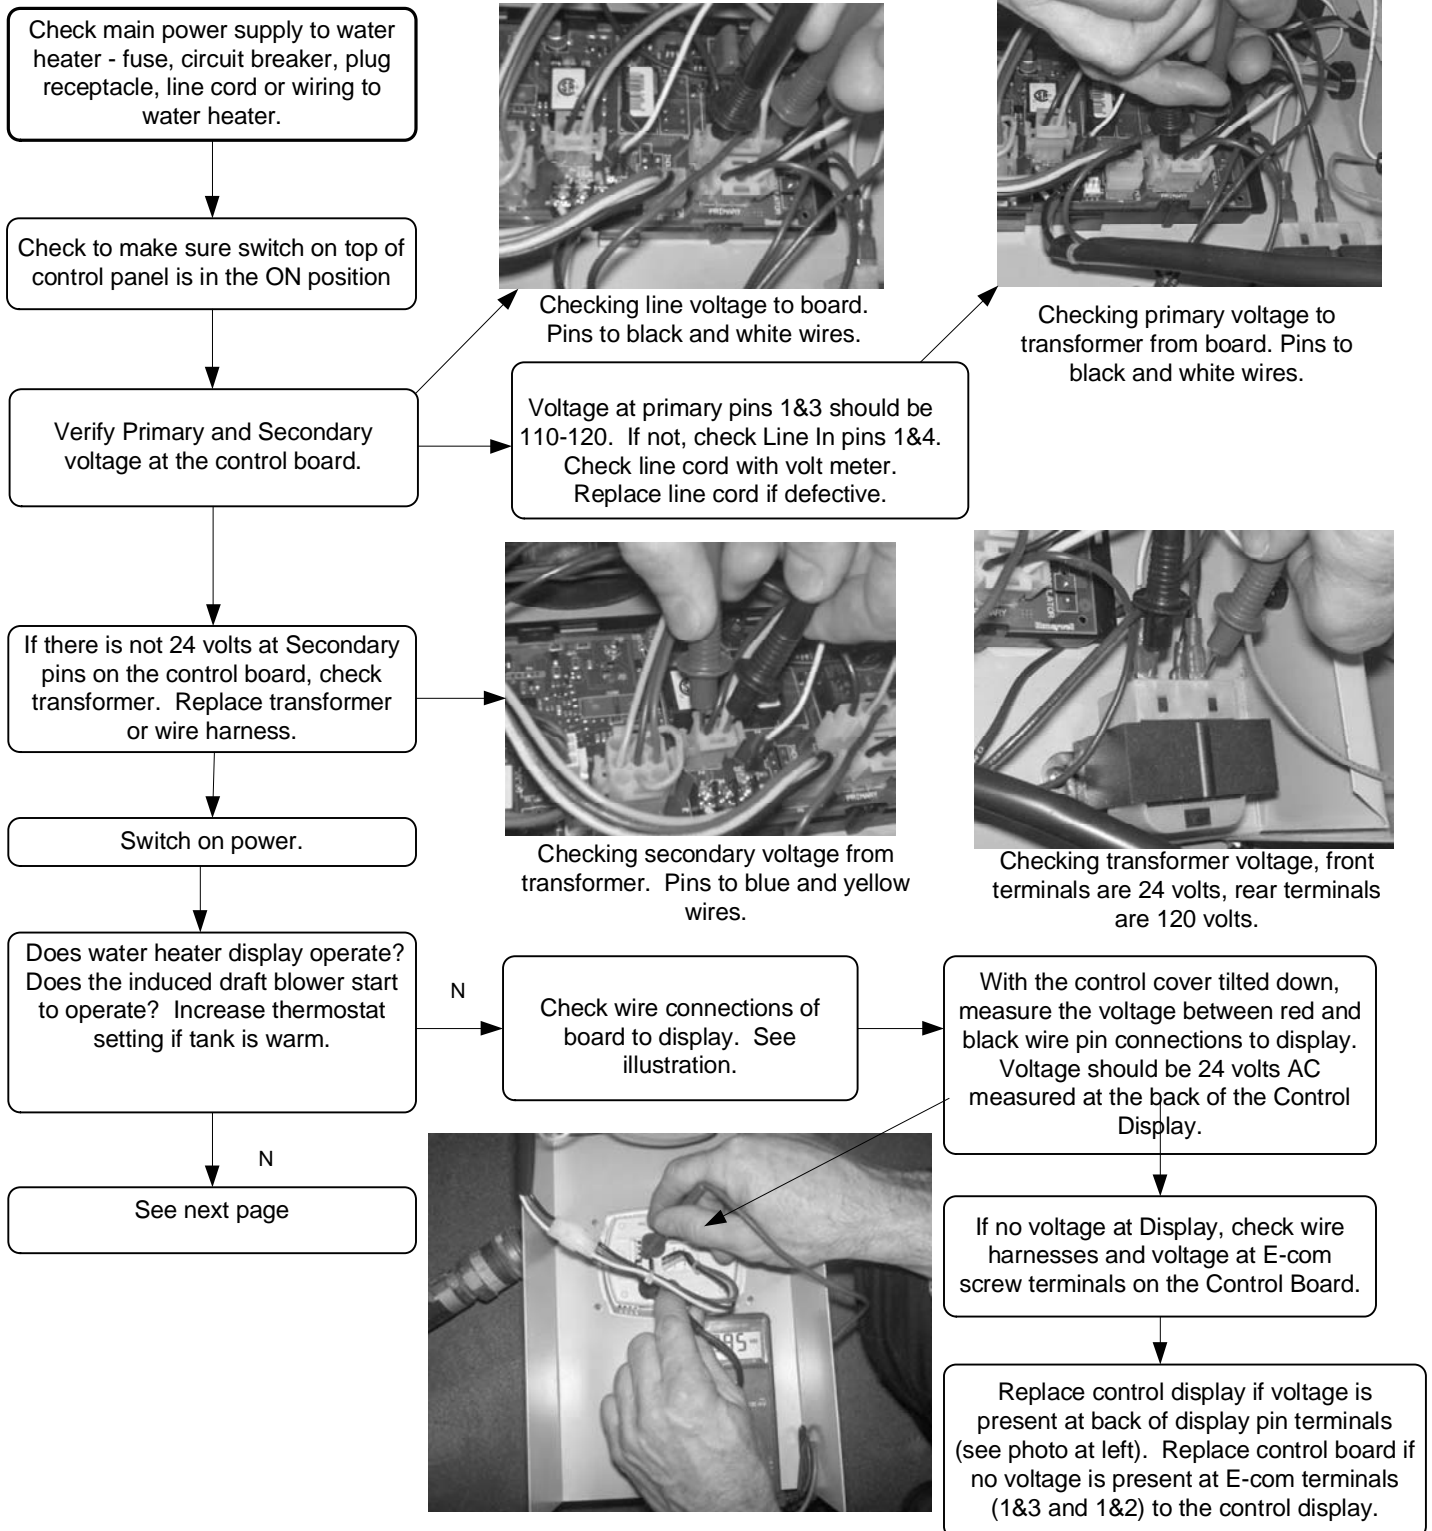 Check main power supply to water
heater - fuse, circuit breaker, plug
receptacle, line cord or wiring to
water heater.
Check to make sure switch on top of
control panel is in the ON position
Checking line voltage to board.
Pins to black and white wires.
Checking primary voltage to
transformer from board. Pins to
black and white wires.
Verify Primary and Secondary
voltage at the control board.
Voltage at primary pins 1&3 should be
110-120. If not, check Line In pins 1&4.
Check line cord with volt meter.
Replace line cord if defective.
If there is not 24 volts at Secondary
pins on the control board, check
transformer. Replace transformer
or wire harness.
Checking secondary voltage from
transformer. Pins to blue and yellow
wires.
Checking transformer voltage, front
terminals are 24 volts, rear terminals
are 120 volts.
Switch on power.
Does water heater display operate?
Does the induced draft blower start
to operate? Increase thermostat
setting if tank is warm.
N
Check wire connections of
board to display. See
illustration.
With the control cover tilted down,
measure the voltage between red and
black wire pin connections to display.
Voltage should be 24 volts AC
measured at the back of the Control
Display.
N
See next page
If no voltage at Display, check wire
harnesses and voltage at E-com
screw terminals on the Control Board.
Replace control display if voltage is
present at back of display pin terminals
(see photo at left). Replace control board if
no voltage is present at E-com terminals
(1&3 and 1&2) to the control display.
PRIMARY
Honeywell